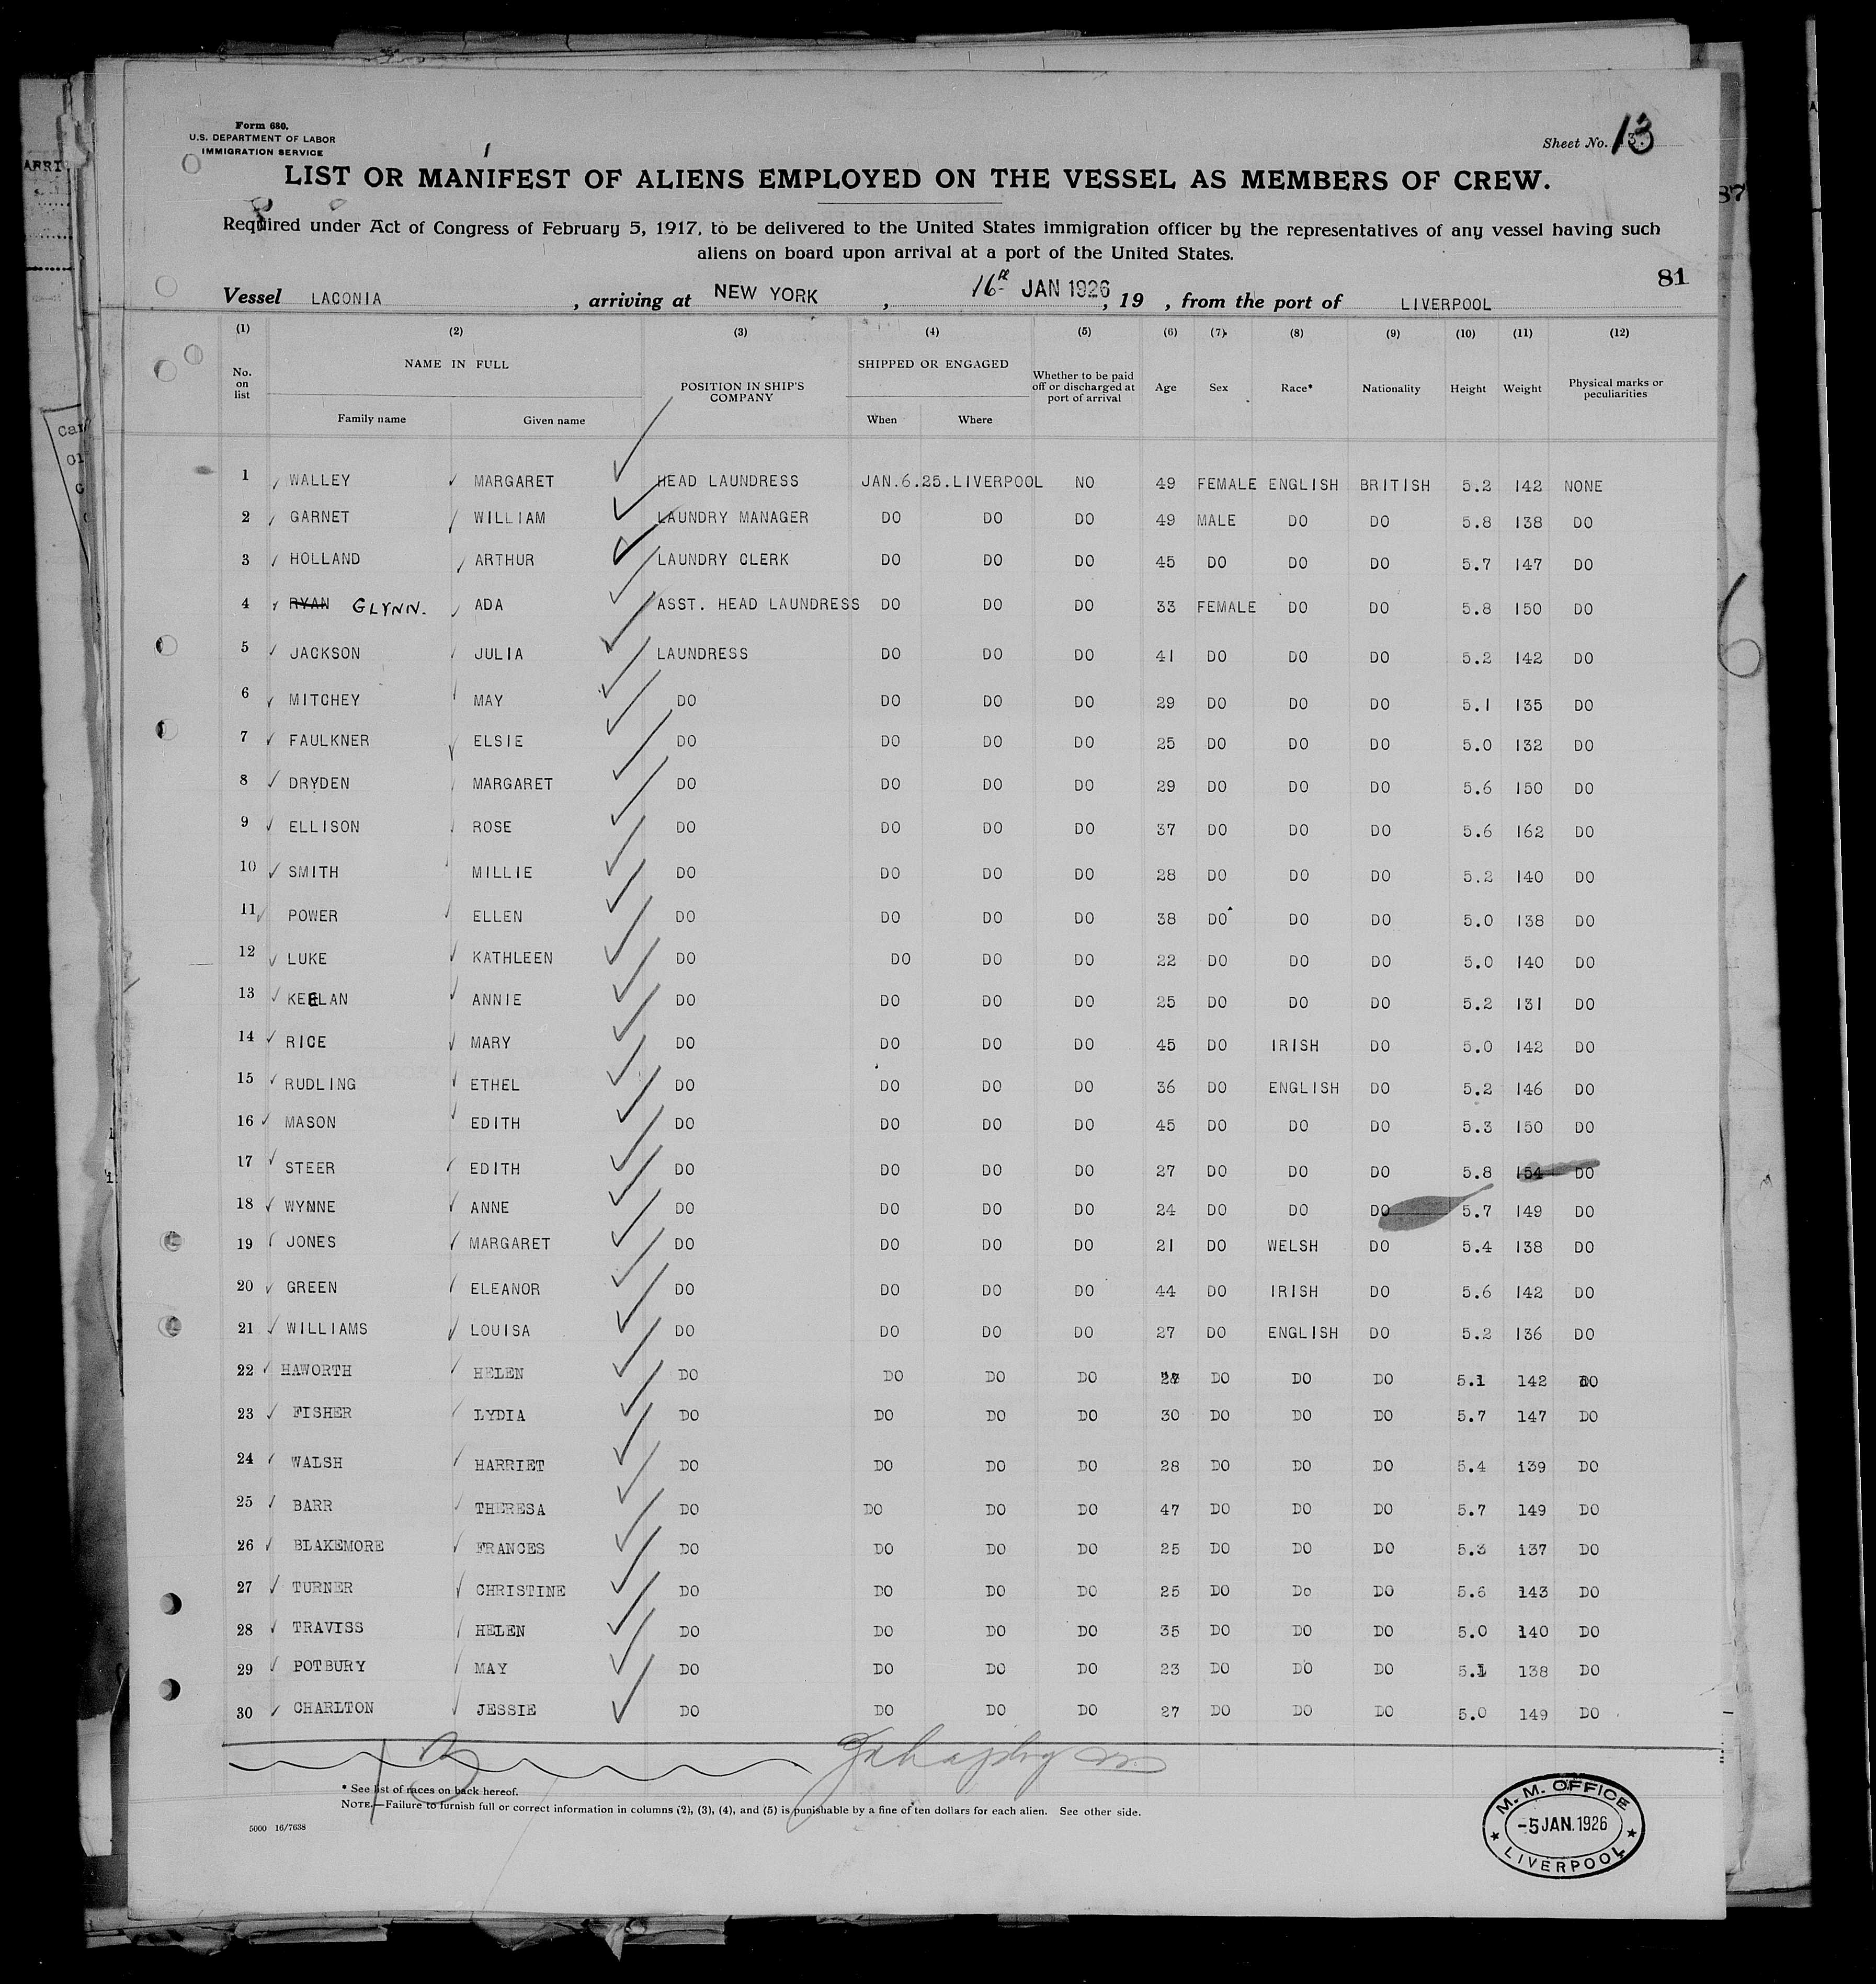 Form 680.
U.S. DEPARTMENT OF LABOR
IMMIGRATION SERVICE
Sheet No. 13
LIST OR MANIFEST OF ALIENS EMPLOYED ON THE VESSEL AS MEMBERS OF CREW.
Required under Act of Congress of February 5, 1917, to be delivered to the United States immigration officer by the representatives of any vessel having such
aliens on board upon arrival at a port of the United States.
81
Vessel LACONIA, arriving at NEW YORK, 16th JAN 1926, 19 , from the port of LIVERPOOL
(1) (2) (3) (4) (5) (6) (7) (8) (9) (10) (11) (12)
No. on list NAME IN FULL Family name Given name POSITION IN SHIP'S COMPANY SHIPPED OR ENGAGED When Where Whether to be paid off or discharged at port of arrival Age Sex Race* Nationality Height Weight Physical marks or peculiarities
1 WALLEY MARGARET HEAD LAUNDRESS JAN.6.25. LIVERPOOL NO 49 FEMALE ENGLISH BRITISH 5.2 142 NONE
2 GARNET WILLIAM LAUNDRY MANAGER DO DO DO 49 MALE DO DO 5.8 138 DO
3 HOLLAND ARTHUR LAUNDRY CLERK DO DO DO 45 DO DO DO 5.7 147 DO
4 RYAN GLYNN. ADA ASST. HEAD LAUNDRESS DO DO DO 33 FEMALE DO DO 5.8 150 DO
5 JACKSON JULIA LAUNDRESS DO DO DO 41 DO DO DO 5.2 142 DO
6 MITCHEY MAY DO DO DO DO 29 DO DO DO 5.1 135 DO
7 FAULKNER ELSIE DO DO DO DO 25 DO DO DO 5.0 132 DO
8 DRYDEN MARGARET DO DO DO DO 29 DO DO DO 5.6 150 DO
9 ELLISON ROSE DO DO DO DO 37 DO DO DO 5.6 162 DO
10 SMITH MILLIE DO DO DO DO 28 DO DO DO 5.2 140 DO
11 POWER ELLEN DO DO DO DO 38 DO DO DO 5.0 138 DO
12 LUKE KATHLEEN DO DO DO DO 22 DO DO DO 5.0 140 DO
13 KEELAN ANNIE DO DO DO DO 25 DO DO DO 5.2 131 DO
14 RICE MARY DO DO DO DO 45 DO IRISH DO 5.0 142 DO
15 RUDLING ETHEL DO DO DO DO 36 DO ENGLISH DO 5.2 146 DO
16 MASON EDITH DO DO DO DO 45 DO DO DO 5.3 150 DO
17 STEER EDITH DO DO DO DO 27 DO DO DO 5.8 154 DO
18 WYNNE ANNE DO DO DO DO 24 DO DO DO 5.7 149 DO
19 JONES MARGARET DO DO DO DO 21 DO WELSH DO 5.4 138 DO
20 GREEN ELEANOR DO DO DO DO 44 DO IRISH DO 5.6 142 DO
21 WILLIAMS LOUISA DO DO DO DO 27 DO ENGLISH DO 5.2 136 DO
22 HAWORTH HELEN DO DO DO DO DO DO DO 5.1 142 DO
23 FISHER LYDIA DO DO DO DO 30 DO DO DO 5.7 147 DO
24 WALSH HARRIET DO DO DO DO 28 DO DO DO 5.4 139 DO
25 BARR THERESA DO DO DO DO 47 DO DO DO 5.7 149 DO
26 BLAKEMORE FRANCES DO DO DO DO 25 DO DO DO 5.3 137 DO
27 TURNER CHRISTINE DO DO DO DO 25 DO Do DO 5.6 143 DO
28 TRAVISS HELEN DO DO DO DO 35 DO DO DO 5.0 140 DO
29 POTBURY MAY DO DO DO DO 23 DO DO DO 5.1 138 DO
30 CHARLTON JESSIE DO DO DO DO 27 DO DO DO 5.0 149 DO
13
* See list of races on back hereof.
NOTE.—Failure to furnish full or correct information in columns (2), (3), (4), and (5) is punishable by a fine of ten dollars for each alien. See other side.
5000 16/7638
M. M. OFFICE
-5 JAN. 1926
LIVERPOOL
87
6